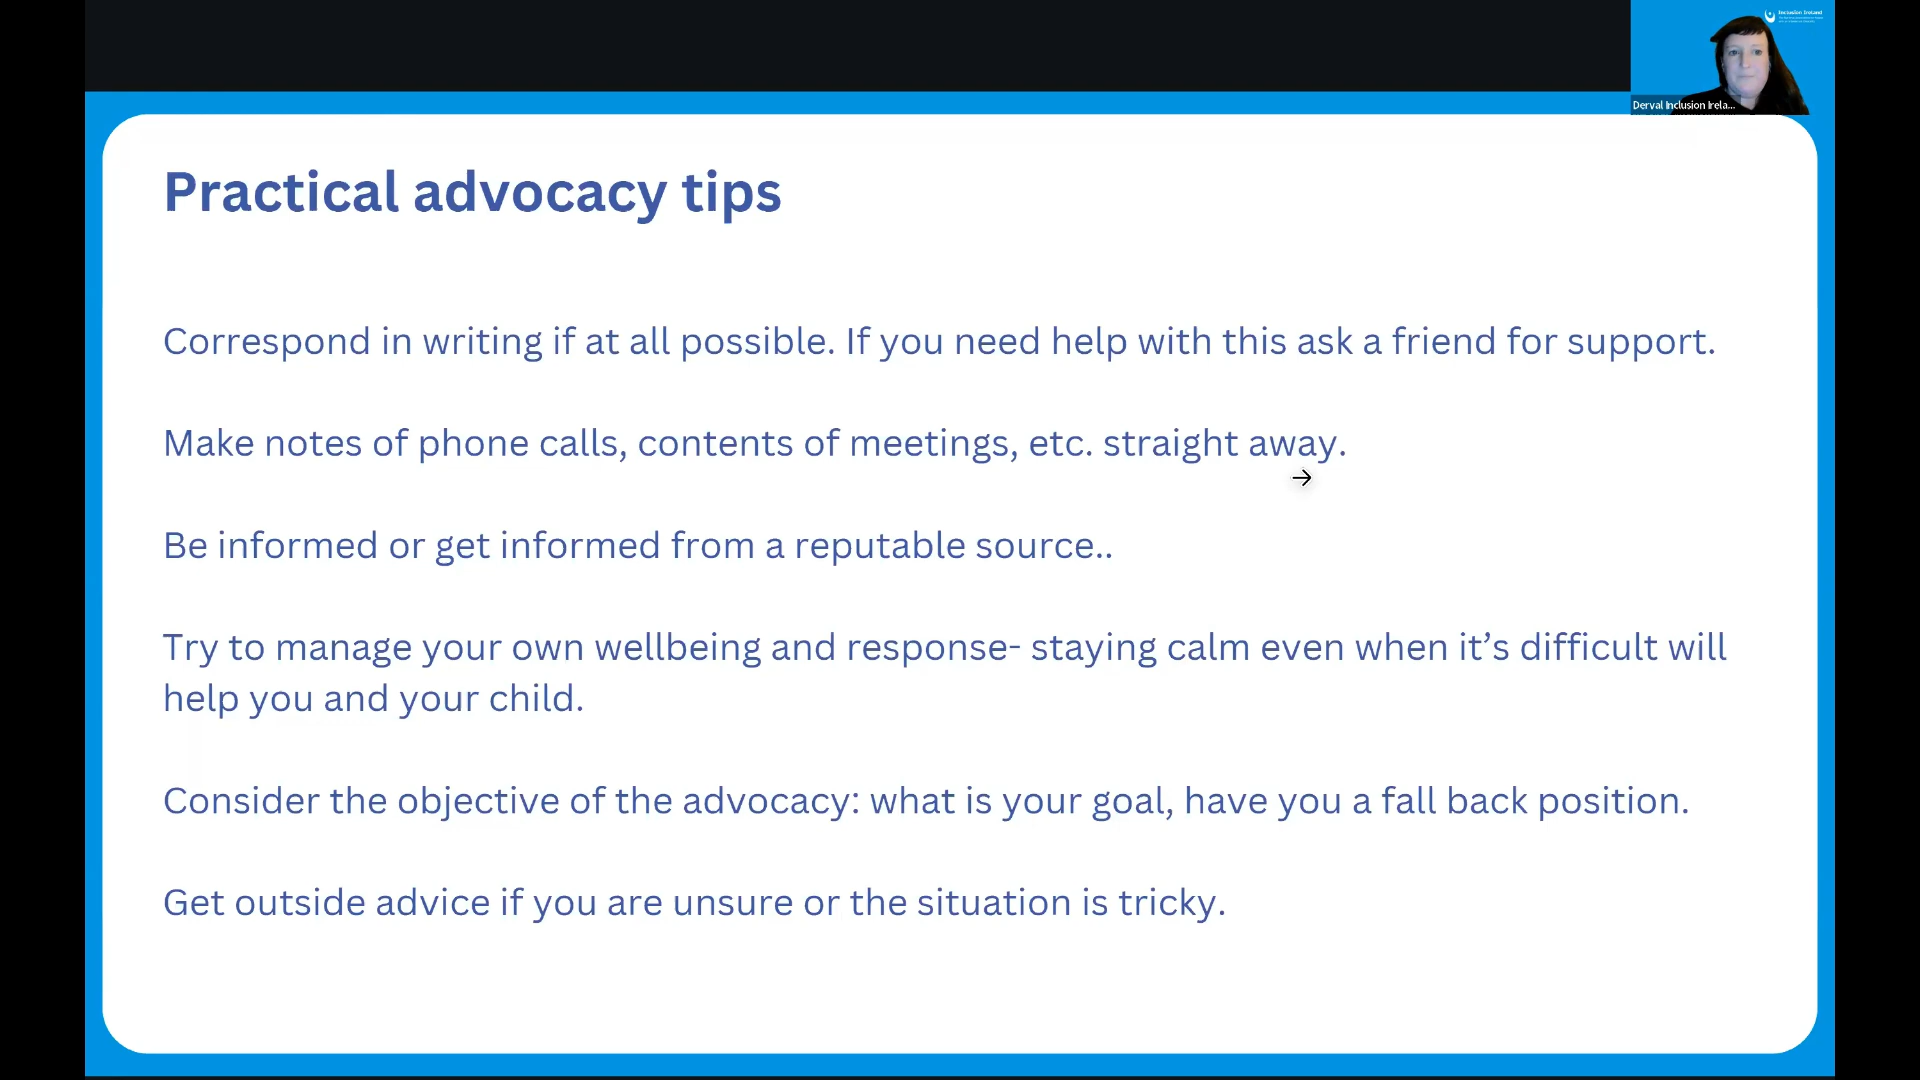 Inclusion Ireland
Derval Inclusion Irela...
Practical advocacy tips
Correspond in writing if at all possible. If you need help with this ask a friend for support.
Make notes of phone calls, contents of meetings, etc. straight away.
Be informed or get informed from a reputable source..
Try to manage your own wellbeing and response- staying calm even when it’s difficult will
help you and your child.
Consider the objective of the advocacy: what is your goal, have you a fall back position.
Get outside advice if you are unsure or the situation is tricky.